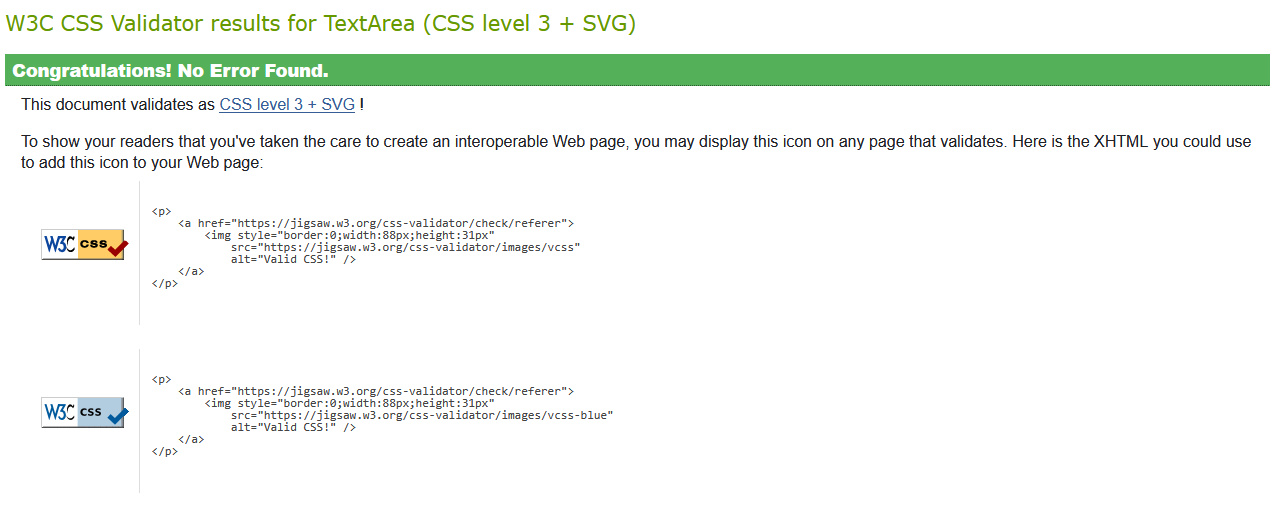 W3C CSS Validator results for TextArea (CSS level 3 + SVG)
Congratulations! No Error Found.
This document validates as CSS level 3 + SVG !
To show your readers that you've taken the care to create an interoperable Web page, you may display this icon on any page that validates. Here is the XHTML you could use
to add this icon to your Web page:
W3C css
<p>
    <a href="https://jigsaw.w3.org/css-validator/check/referer">
        <img style="border:0;width:88px;height:31px"
            src="https://jigsaw.w3.org/css-validator/images/vcss"
            alt="Valid CSS!" />
    </a>
</p>
W3C css
<p>
    <a href="https://jigsaw.w3.org/css-validator/check/referer">
        <img style="border:0;width:88px;height:31px"
            src="https://jigsaw.w3.org/css-validator/images/vcss-blue"
            alt="Valid CSS!" />
    </a>
</p>